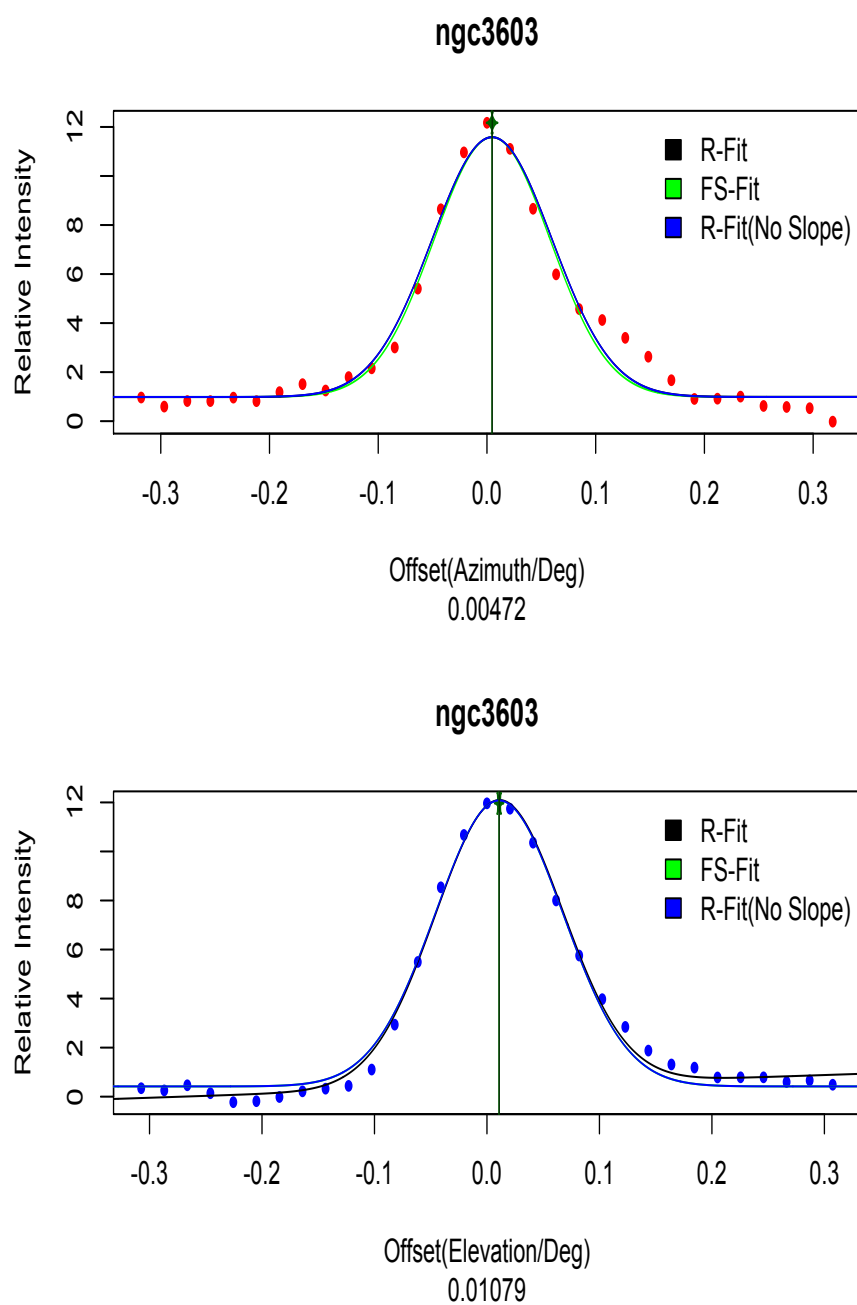 ngc3603
Relative Intensity
12
8
6
4
2
0
R-Fit
FS-Fit
R-Fit(No Slope)
-0.3 -0.2 -0.1 0.0 0.1 0.2 0.3
Offset(Azimuth/Deg)
0.00472
ngc3603
Relative Intensity
12
8
6
4
2
0
R-Fit
FS-Fit
R-Fit(No Slope)
-0.3 -0.2 -0.1 0.0 0.1 0.2 0.3
Offset(Elevation/Deg)
0.01079